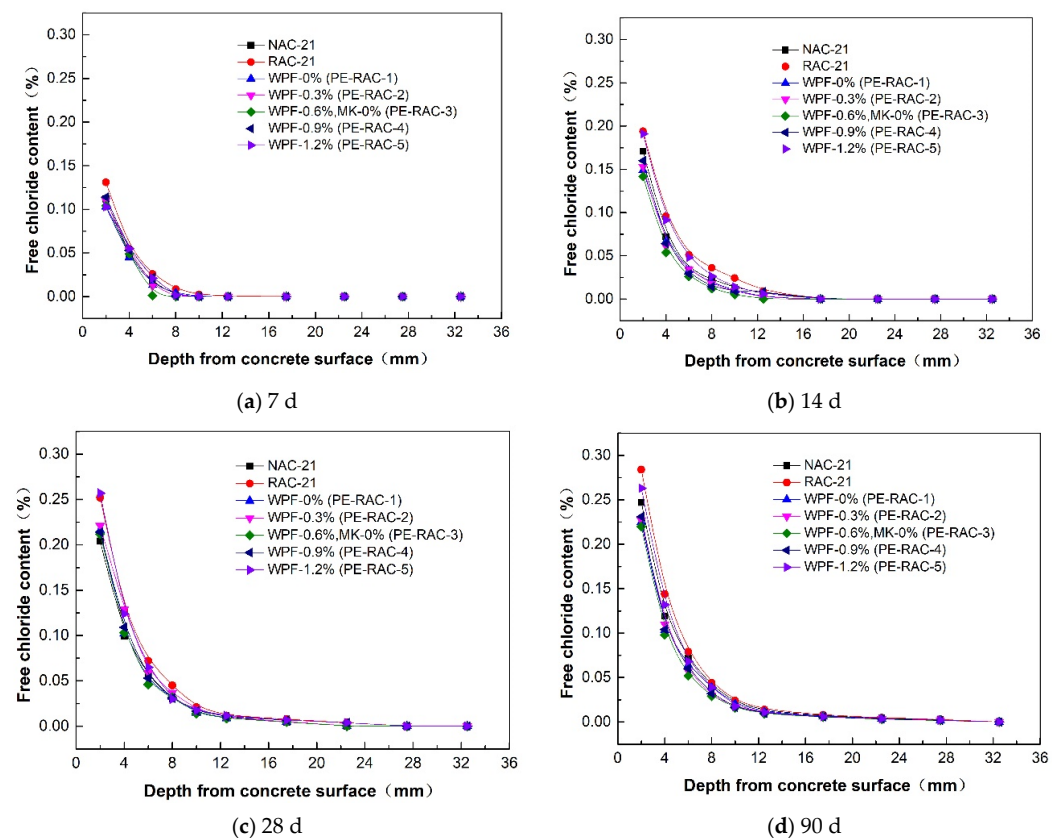 0.30
0.25
0.20
0.15
0.10
0.05
0.00
Free chloride content (%)
NAC-21
RAC-21
WPF-0% (PE-RAC-1)
WPF-0.3% (PE-RAC-2)
WPF-0.6%,MK-0% (PE-RAC-3)
WPF-0.9% (PE-RAC-4)
WPF-1.2% (PE-RAC-5)
0 4 8 12 16 20 24 28 32 36
Depth from concrete surface (mm)
(a) 7 d
0.30
0.25
0.20
0.15
0.10
0.05
0.00
Free chloride content (%)
NAC-21
RAC-21
WPF-0% (PE-RAC-1)
WPF-0.3% (PE-RAC-2)
WPF-0.6%,MK-0% (PE-RAC-3)
WPF-0.9% (PE-RAC-4)
WPF-1.2% (PE-RAC-5)
0 4 8 12 16 20 24 28 32 36
Depth from concrete surface (mm)
(b) 14 d
0.30
0.25
0.20
0.15
0.10
0.05
0.00
Free chloride content (%)
NAC-21
RAC-21
WPF-0% (PE-RAC-1)
WPF-0.3% (PE-RAC-2)
WPF-0.6%,MK-0% (PE-RAC-3)
WPF-0.9% (PE-RAC-4)
WPF-1.2% (PE-RAC-5)
0 4 8 12 16 20 24 28 32 36
Depth from concrete surface (mm)
(c) 28 d
0.30
0.25
0.20
0.15
0.10
0.05
0.00
Free chloride content (%)
NAC-21
RAC-21
WPF-0% (PE-RAC-1)
WPF-0.3% (PE-RAC-2)
WPF-0.6%,MK-0% (PE-RAC-3)
WPF-0.9% (PE-RAC-4)
WPF-1.2% (PE-RAC-5)
0 4 8 12 16 20 24 28 32 36
Depth from concrete surface (mm)
(d) 90 d